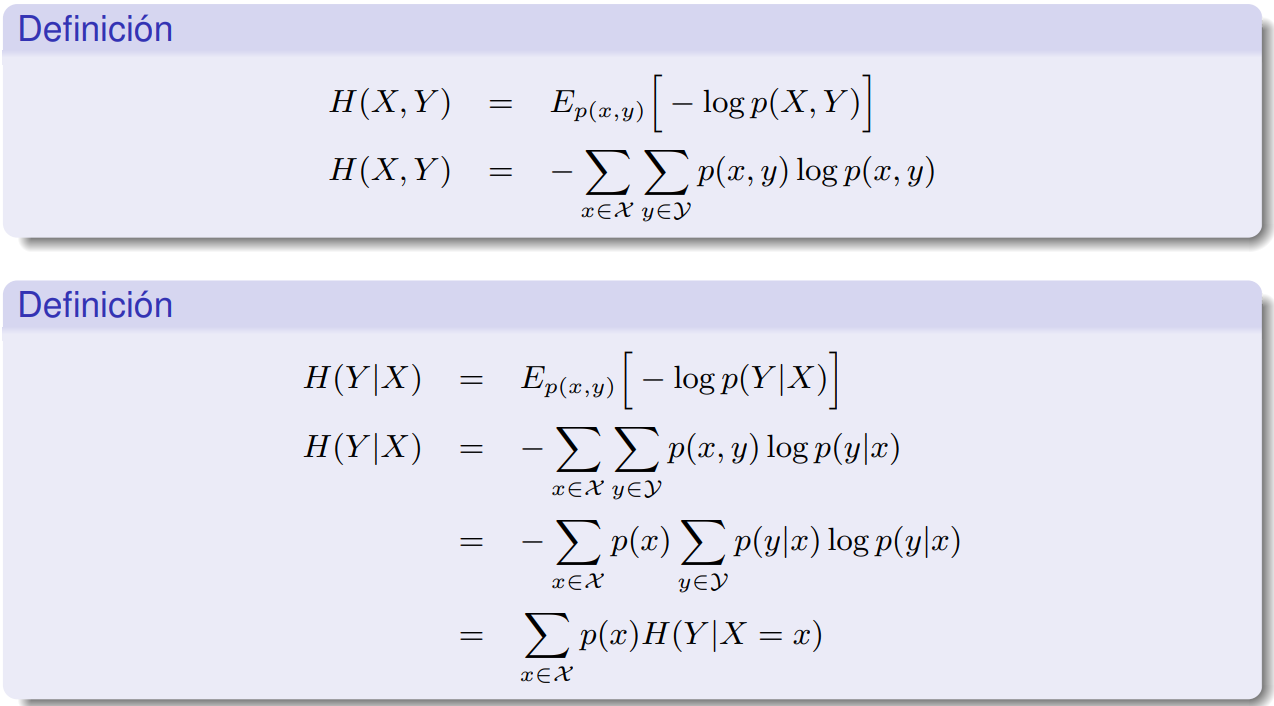 Definición
H(X, Y) = E_{p(x,y)}[ − log p(X, Y) ]
H(X, Y) = − ∑_{x∈𝒳} ∑_{y∈𝒴} p(x, y) log p(x, y)
Definición
H(Y|X) = E_{p(x,y)}[ − log p(Y|X) ]
H(Y|X) = − ∑_{x∈𝒳} ∑_{y∈𝒴} p(x, y) log p(y|x)
= − ∑_{x∈𝒳} p(x) ∑_{y∈𝒴} p(y|x) log p(y|x)
= ∑_{x∈𝒳} p(x)H(Y|X = x)